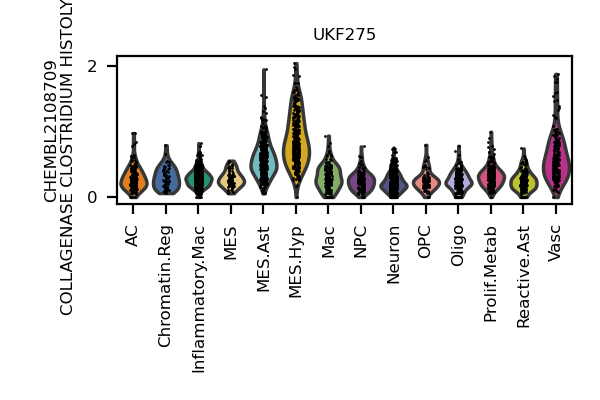 UKF275
CHEMBL2108709
COLLAGENASE CLOSTRIDIUM HISTOLY
2
0
AC
Chromatin.Reg
Inflammatory.Mac
MES
MES.Ast
MES.Hyp
Mac
NPC
Neuron
OPC
Oligo
Prolif.Metab
Reactive.Ast
Vasc